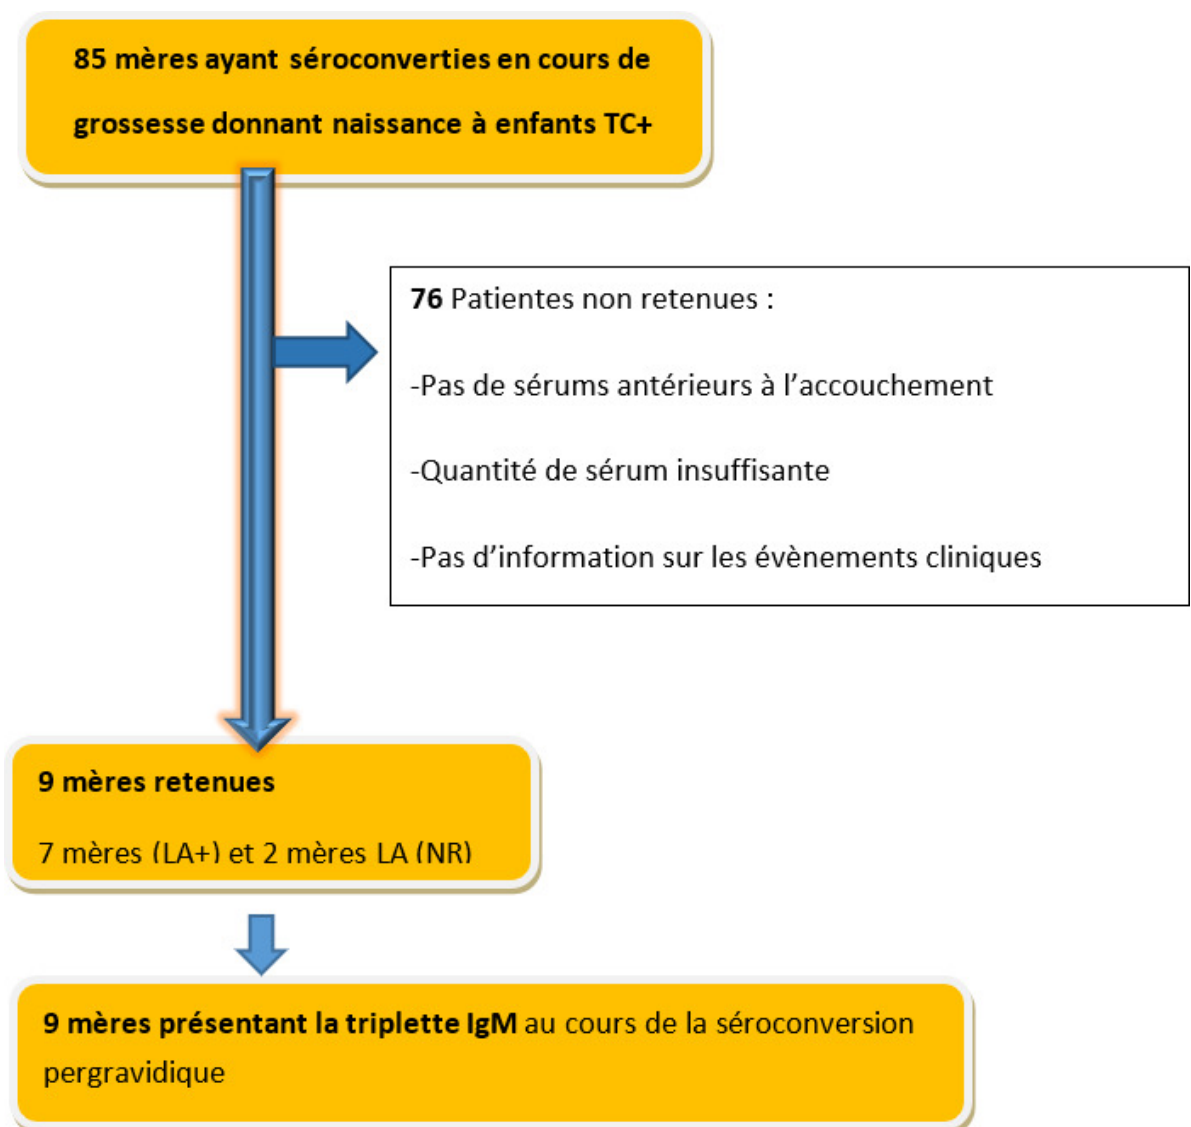 85 mères ayant séroconverties en cours de
grossesse donnant naissance à enfants TC+
76 Patientes non retenues :
-Pas de sérums antérieurs à l’accouchement
-Quantité de sérum insuffisante
-Pas d’information sur les évènements cliniques
9 mères retenues
7 mères (LA+) et 2 mères LA (NR)
9 mères présentant la triplette IgM au cours de la séroconversion
pergravidique